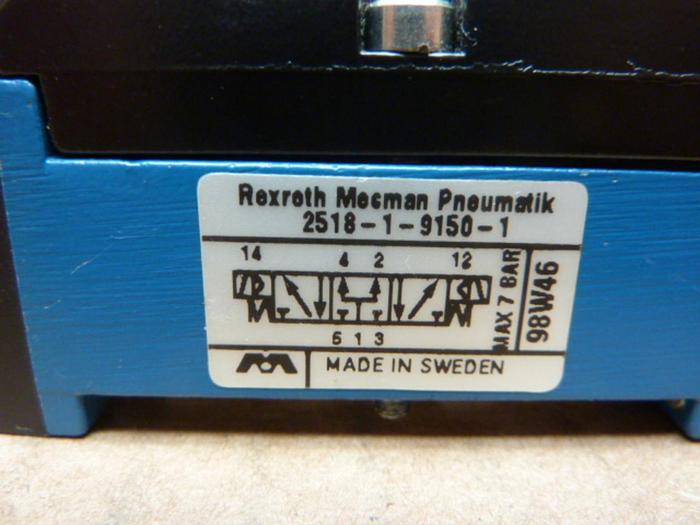 Rexroth Mecman Pneumatik
2518-1-9150-1
14 4 2 12
5 1 3
MAX 7 BAR
98W46
MADE IN SWEDEN